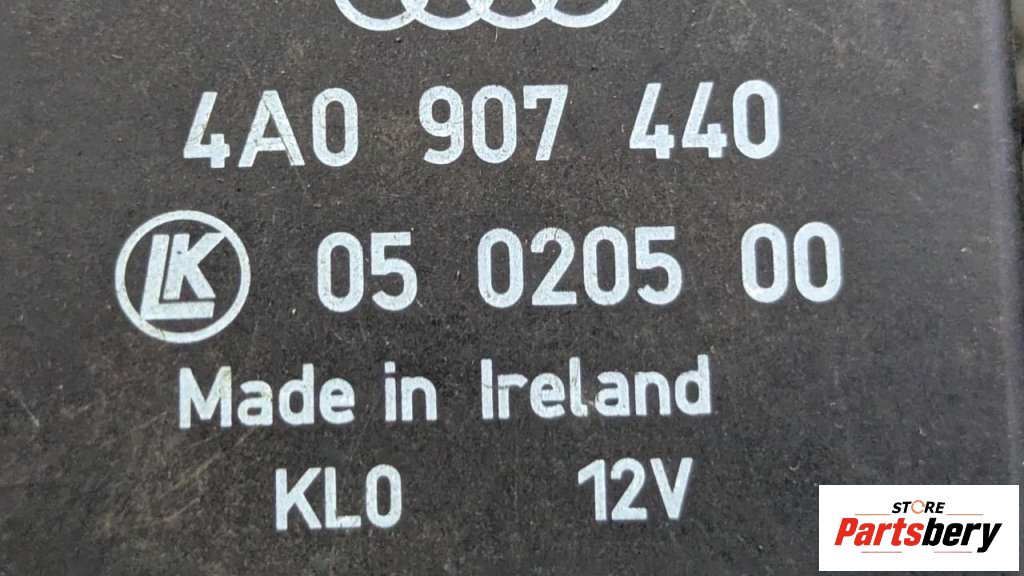 4A0 907 440
LK 05 0205 00
Made in Ireland
KL0 12V
STORE
Partsbery